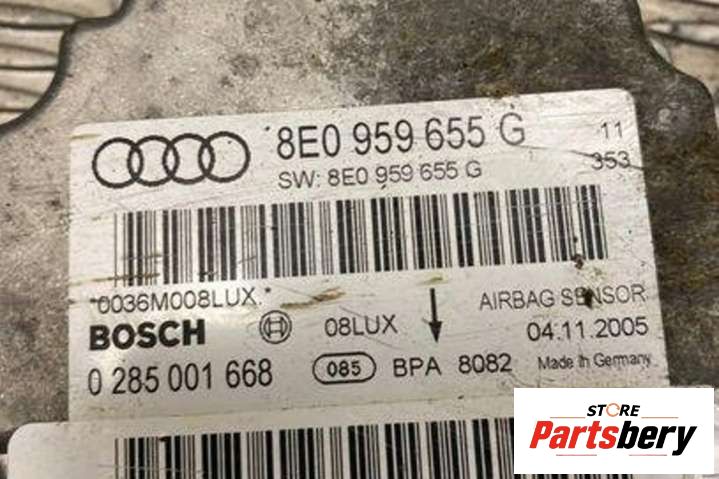 8E0 959 655 G 11
SW: 8E0 959 655 G 353
*0036M008LUX.*
BOSCH 08LUX AIRBAG SENSOR
04.11.2005
0 285 001 668 085 BPA 8082 Made in Germany
STORE
Partsbery